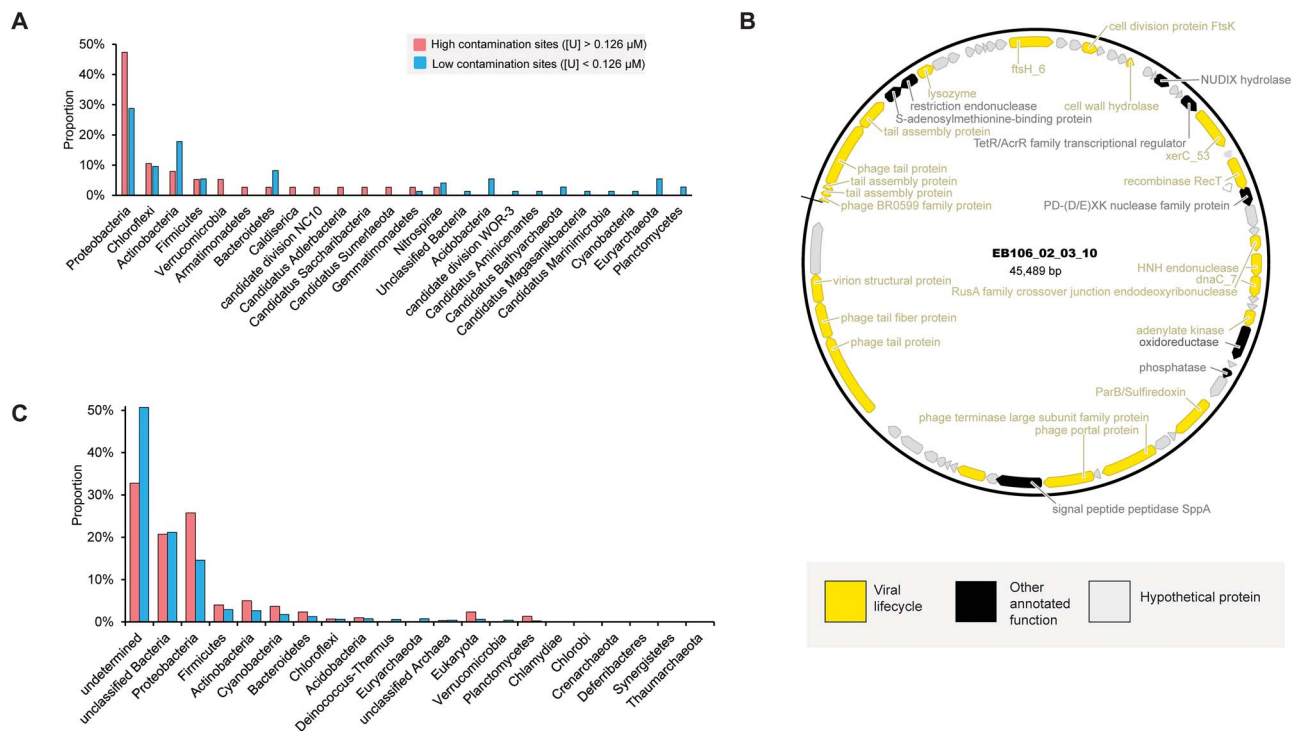 A
Proportion
50%
40%
30%
20%
10%
0%
High contamination sites ([U] > 0.126 µM)
Low contamination sites ([U] < 0.126 µM)
Proteobacteria
Chloroflexi
Actinobacteria
Firmicutes
Verrucomicrobia
Armatimonadetes
Bacteroidetes
Caldiserica
candidate division NC10
Candidatus Adlerbacteria
Candidatus Saccharibacteria
Candidatus Sumerlaeota
Gemmatimonadetes
Nitrospirae
Unclassified Bacteria
Acidobacteria
candidate division WOR-3
Candidatus Aminicenantes
Candidatus Bathyarchaeota
Candidatus Magasanikbacteria
Candidatus Marinimicrobia
Cyanobacteria
Euryarchaeota
Planctomycetes
B
cell division protein FtsK
ftsH_6
NUDIX hydrolase
lysozyme
restriction endonuclease
cell wall hydrolase
S-adenosylmethionine-binding protein
tail assembly protein
TetR/AcrR family transcriptional regulator
xerC_53
phage tail protein
recombinase RecT
tail assembly protein
tail assembly protein
phage BR0599 family protein
PD-(D/E)XK nuclease family protein
EB106_02_03_10
45,489 bp
HNH endonuclease
dnaC_7
virion structural protein
RusA family crossover junction endodeoxyribonuclease
phage tail fiber protein
adenylate kinase
phage tail protein
oxidoreductase
phosphatase
ParB/Sulfiredoxin
phage terminase large subunit family protein
phage portal protein
signal peptide peptidase SppA
Viral
lifecycle
Other
annotated
function
Hypothetical protein
C
Proportion
50%
40%
30%
20%
10%
0%
undetermined
unclassified Bacteria
Proteobacteria
Firmicutes
Actinobacteria
Cyanobacteria
Bacteroidetes
Chloroflexi
Acidobacteria
Deinococcus-Thermus
Euryarchaeota
unclassified Archaea
Eukaryota
Verrucomicrobia
Planctomycetes
Chlamydiae
Chlorobi
Crenarchaeota
Deferribacteres
Synergistetes
Thaumarchaeota